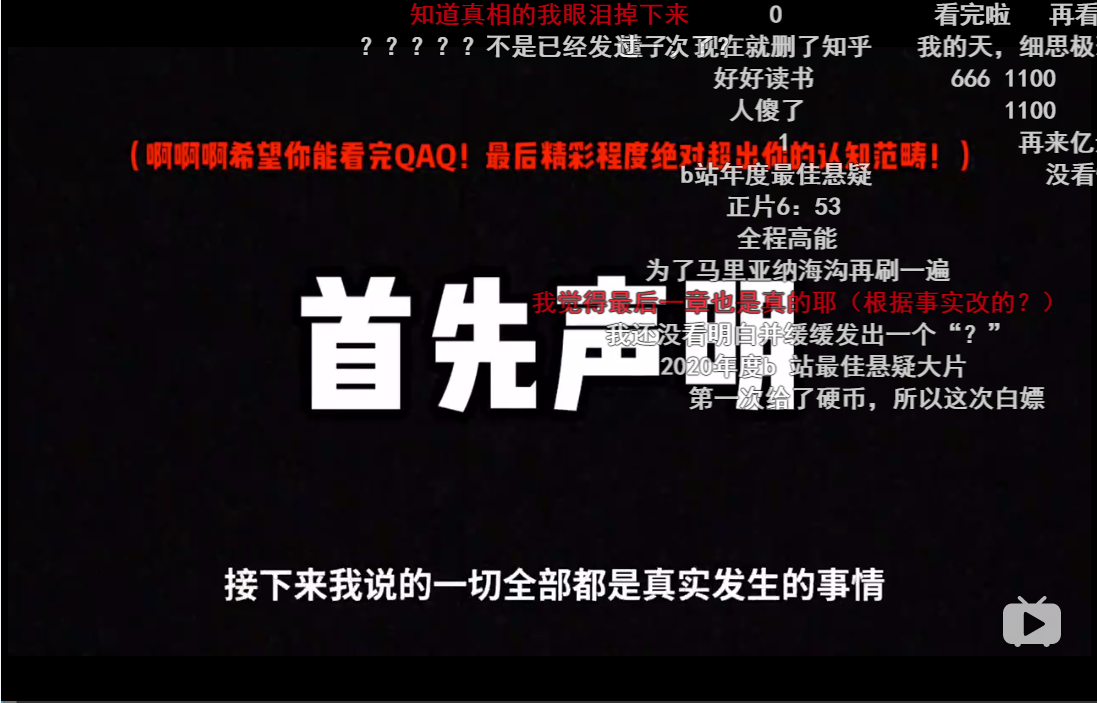 知道真相的我眼泪掉下来
0
看完啦
再看
？？？？？不是已经发过了
现在就删了知乎
我的天，细思极
好好读书
666
1100
人傻了
1100
1
再来亿
（啊啊啊希望你能看完QAQ！最后精彩程度绝对超出你的认知范畴！）
b站年度最佳悬疑
没看
正片6：53
全程高能
为了马里亚纳海沟再刷一遍
我觉得最后一章也是真的耶（根据事实改的？）
首先声明
我还没看明白并缓缓发出一个“？”
2020年度b 站最佳悬疑大片
第一次给了硬币，所以这次白嫖
接下来我说的一切全部都是真实发生的事情